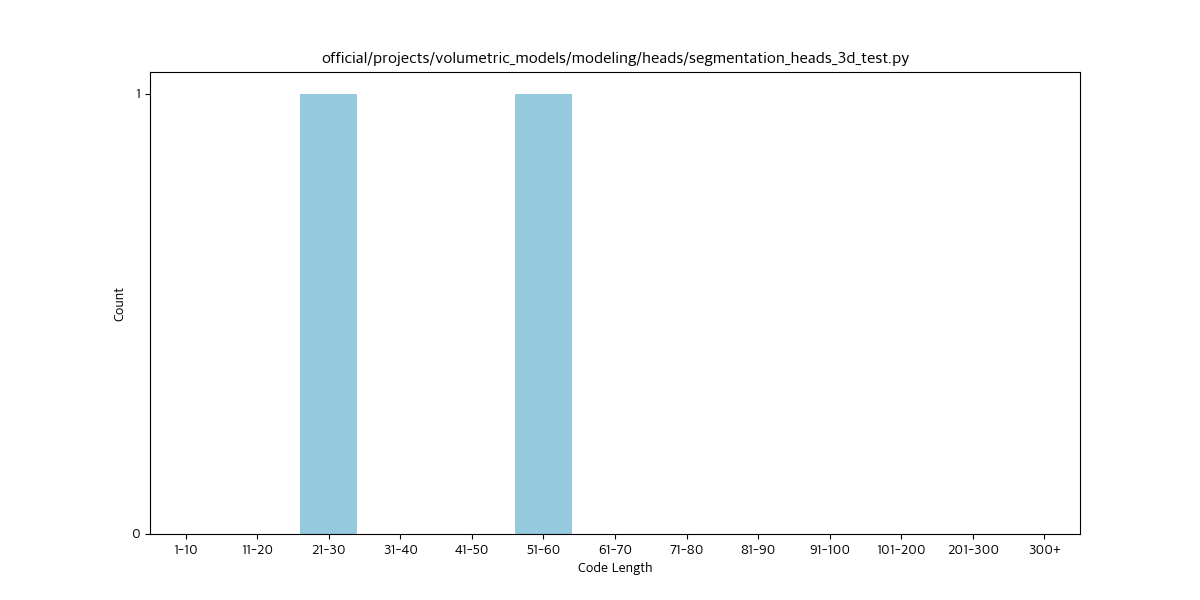 official/projects/volumetric_models/modeling/heads/segmentation_heads_3d_test.py
1
Count
0
1-10 11-20 21-30 31-40 41-50 51-60 61-70 71-80 81-90 91-100 101-200 201-300 300+
Code Length